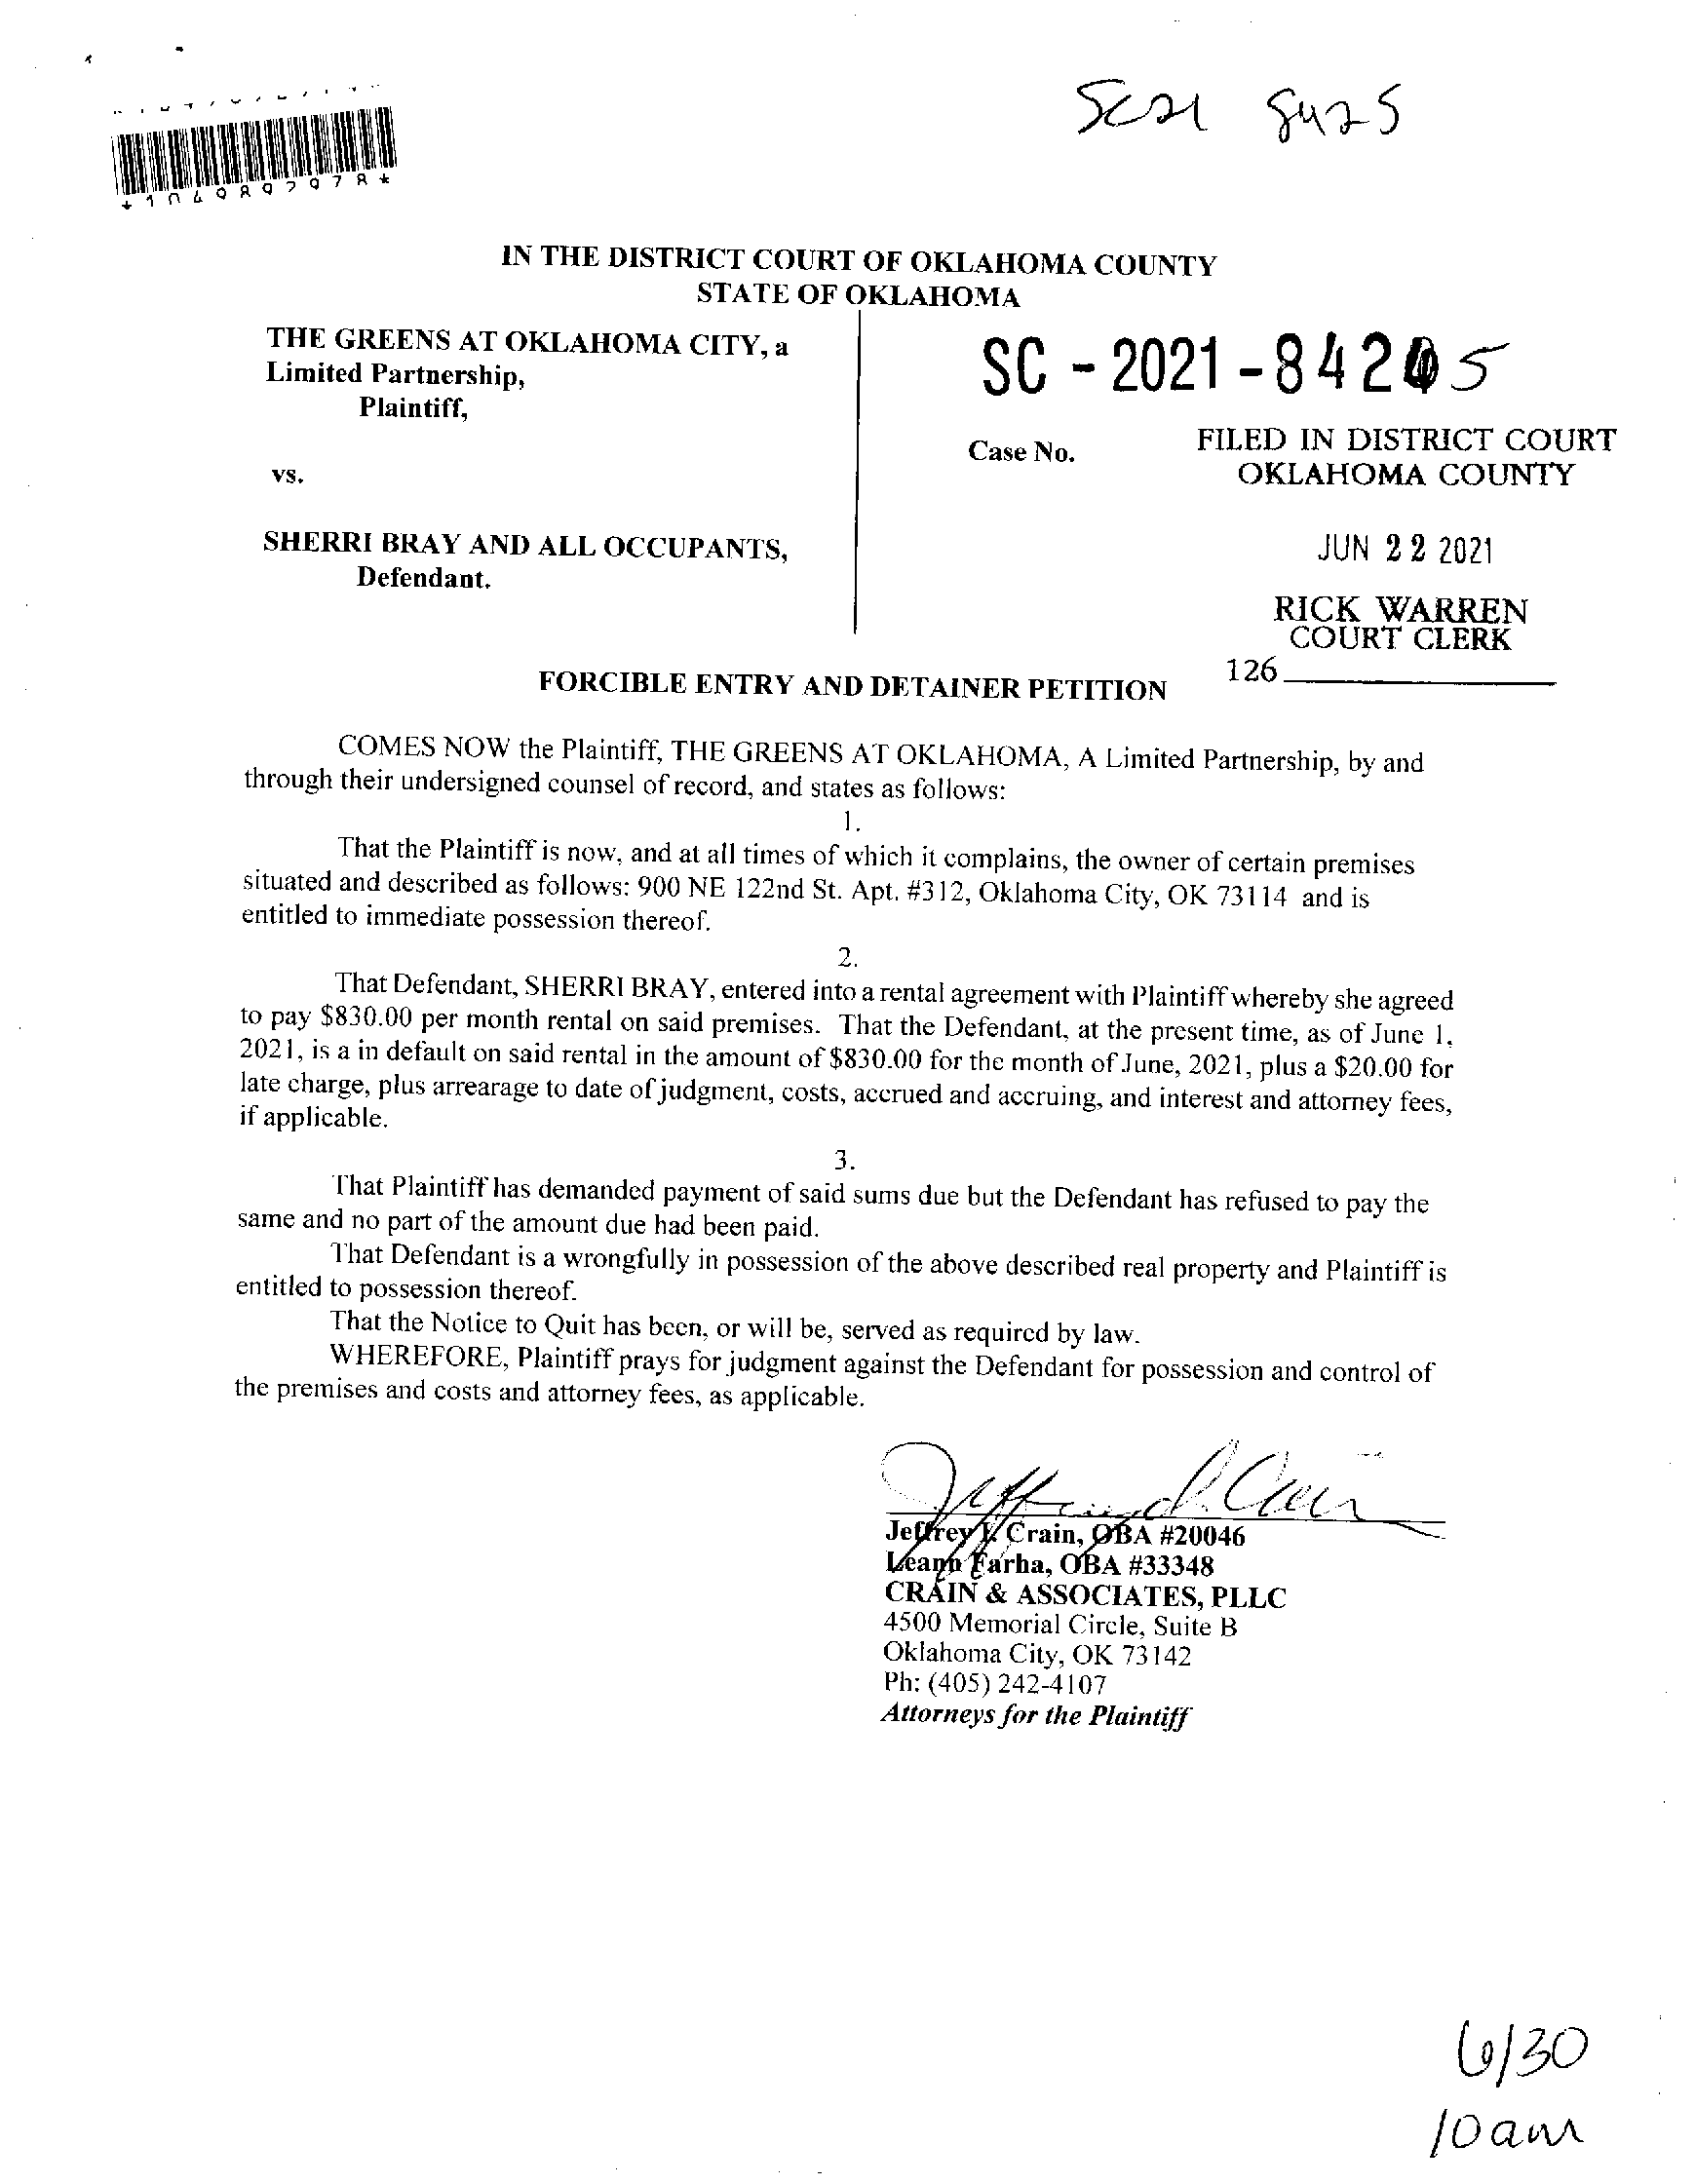 SC21 8425
*1049897978*
IN THE DISTRICT COURT OF OKLAHOMA COUNTY
STATE OF OKLAHOMA
THE GREENS AT OKLAHOMA CITY, a
Limited Partnership,
Plaintiff,
vs.
SHERRI BRAY AND ALL OCCUPANTS,
Defendant.
SC - 2021 - 842 5
Case No.
FILED IN DISTRICT COURT
OKLAHOMA COUNTY
JUN 22 2021
RICK WARREN
COURT CLERK
126
FORCIBLE ENTRY AND DETAINER PETITION
COMES NOW the Plaintiff, THE GREENS AT OKLAHOMA, A Limited Partnership, by and
through their undersigned counsel of record, and states as follows:
1.
That the Plaintiff is now, and at all times of which it complains, the owner of certain premises
situated and described as follows: 900 NE 122nd St. Apt. #312, Oklahoma City, OK 73114 and is
entitled to immediate possession thereof.
2.
That Defendant, SHERRI BRAY, entered into a rental agreement with Plaintiff whereby she agreed
to pay $830.00 per month rental on said premises. That the Defendant, at the present time, as of June 1,
2021, is a in default on said rental in the amount of $830.00 for the month of June, 2021, plus a $20.00 for
late charge, plus arrearage to date of judgment, costs, accrued and accruing, and interest and attorney fees,
if applicable.
3.
That Plaintiff has demanded payment of said sums due but the Defendant has refused to pay the
same and no part of the amount due had been paid.
That Defendant is a wrongfully in possession of the above described real property and Plaintiff is
entitled to possession thereof.
That the Notice to Quit has been, or will be, served as required by law.
WHEREFORE, Plaintiff prays for judgment against the Defendant for possession and control of
the premises and costs and attorney fees, as applicable.
Jeffrey Crain, OBA #20046
Leann Farha, OBA #33348
CRAIN & ASSOCIATES, PLLC
4500 Memorial Circle, Suite B
Oklahoma City, OK 73142
Ph: (405) 242-4107
Attorneys for the Plaintiff
6/30
10am